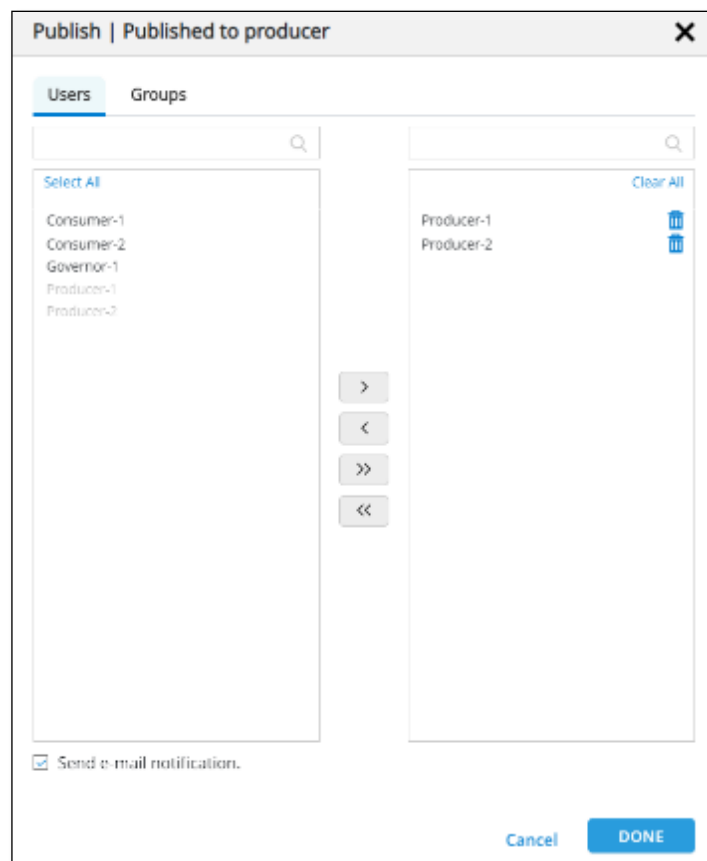 Publish | Published to producer
Users Groups
Select All
Consumer-1
Consumer-2
Governor-1
Producer-1
Producer-2
Clear All
Producer-1
Producer-2
>
<
>>
<<
Send e-mail notification.
Cancel DONE